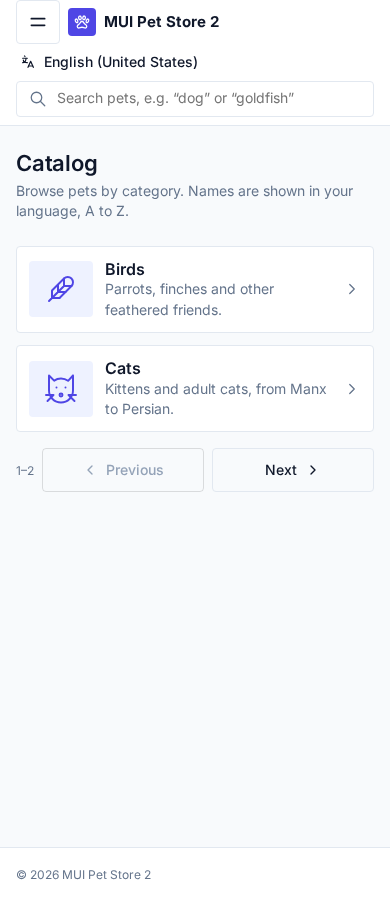 MUI Pet Store 2
English (United States)
Search pets, e.g. “dog” or “goldfish”
Catalog
Browse pets by category. Names are shown in your
language, A to Z.
Birds
Parrots, finches and other
feathered friends.
Cats
Kittens and adult cats, from Manx
to Persian.
1–2
Previous
Next
© 2026 MUI Pet Store 2